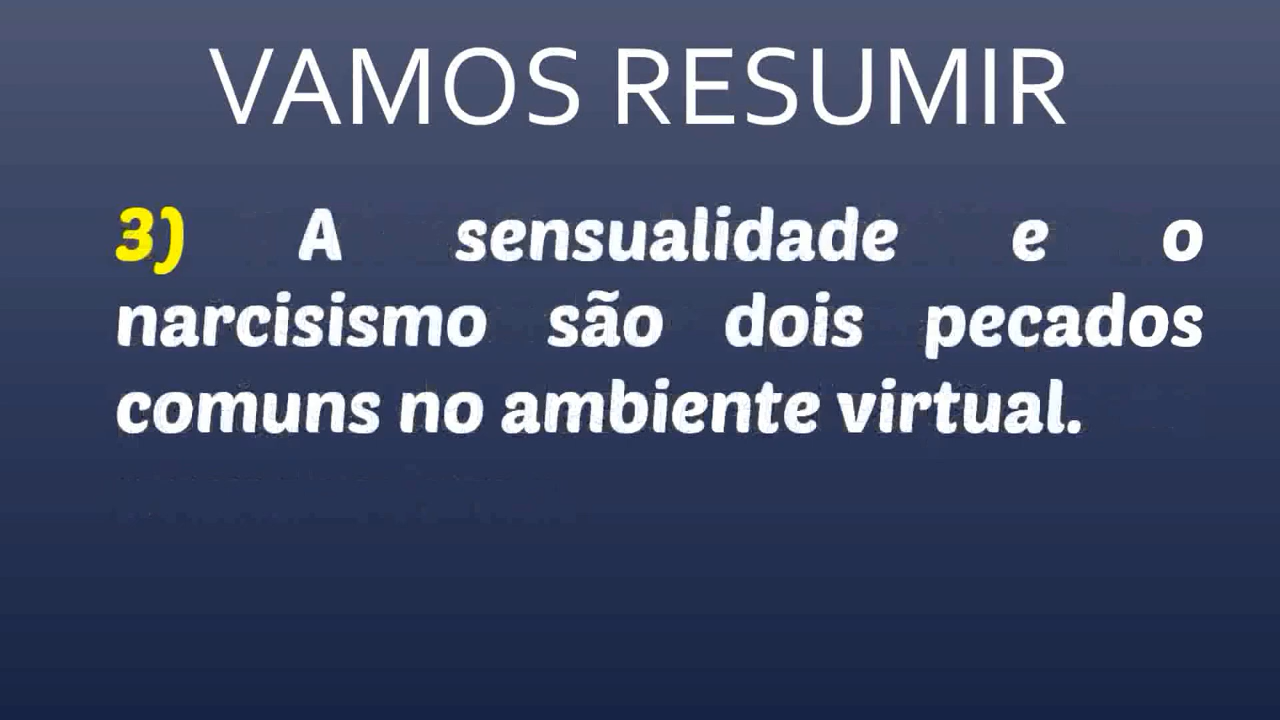 VAMOS RESUMIR
3) A sensualidade e o
narcisismo são dois pecados
comuns no ambiente virtual.